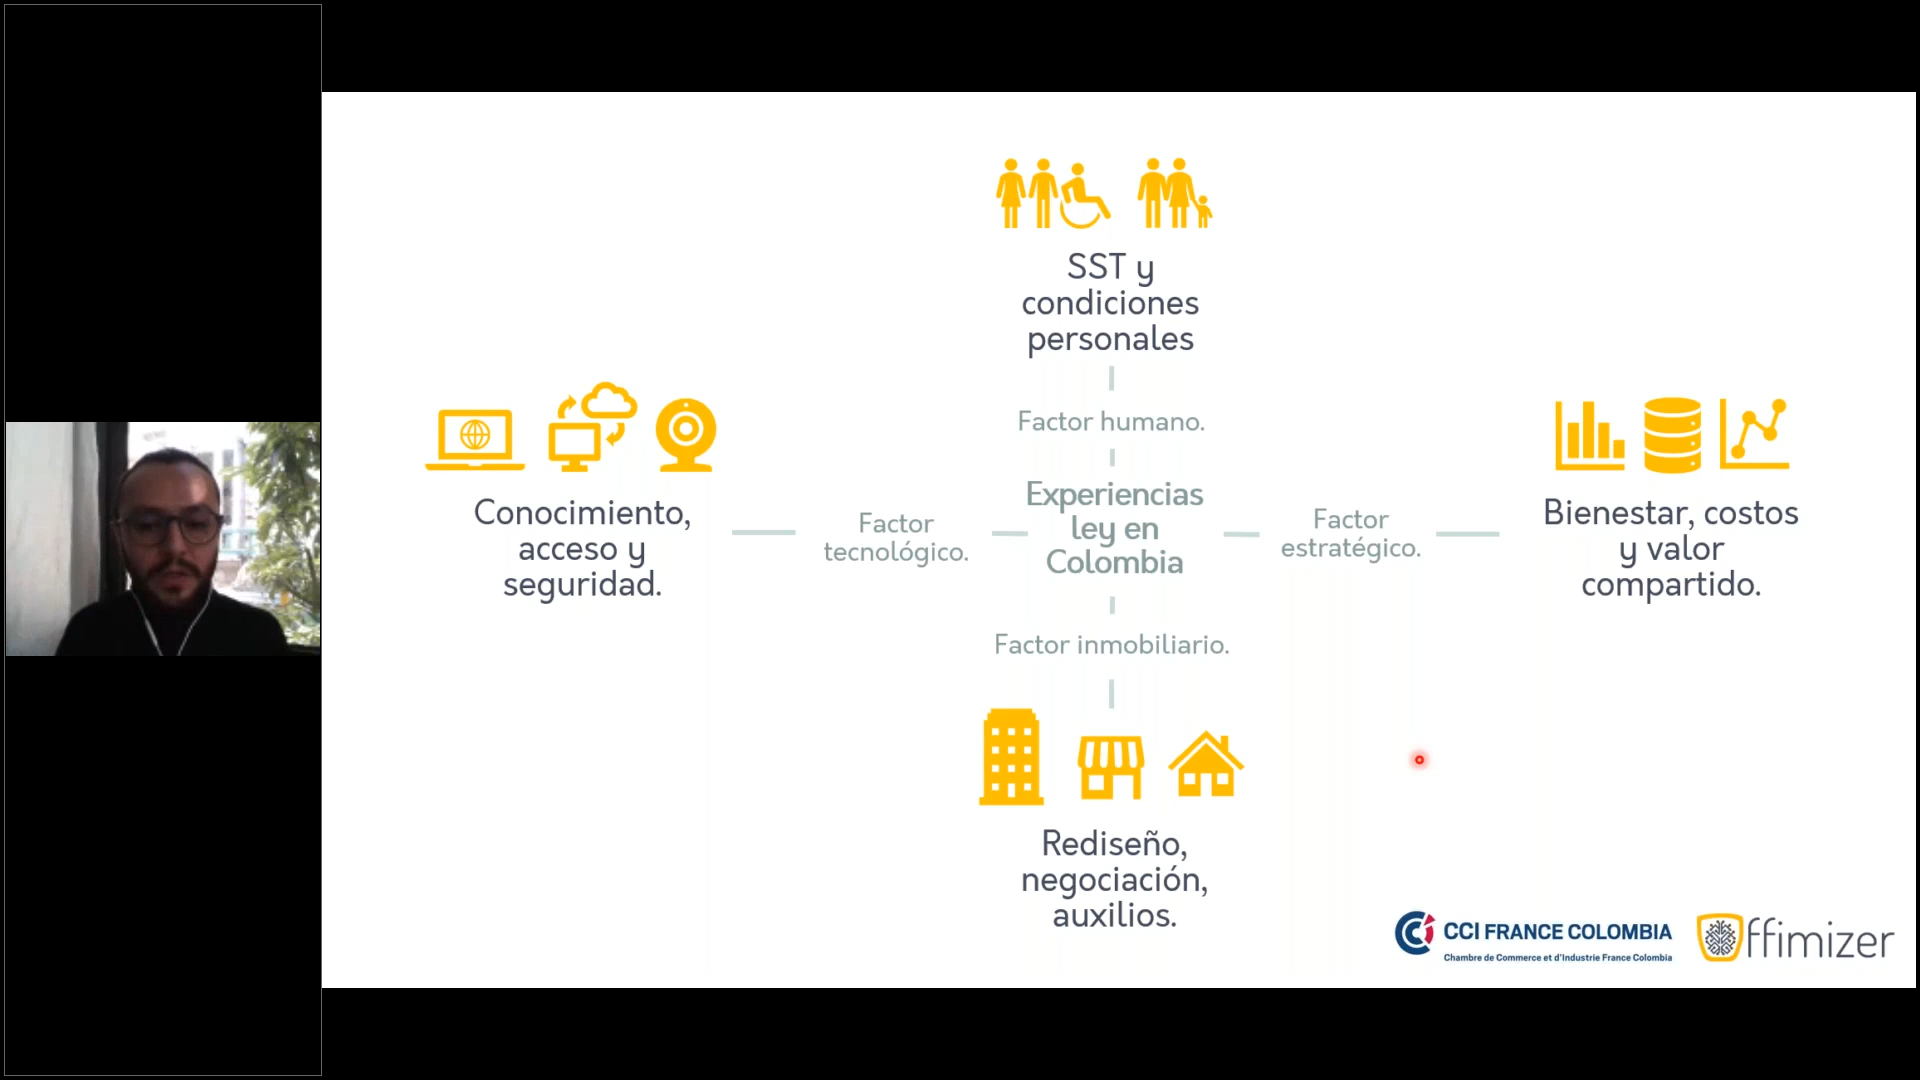 SST y
condiciones
personales
Factor humano.
Conocimiento,
acceso y
seguridad.
Factor
tecnológico.
Experiencias
ley en
Colombia
Factor
estratégico.
Bienestar, costos
y valor
compartido.
Factor inmobiliario.
Rediseño,
negociación,
auxilios.
CCI FRANCE COLOMBIA
Chambre de Commerce et d'Industrie France Colombia
ffimizer